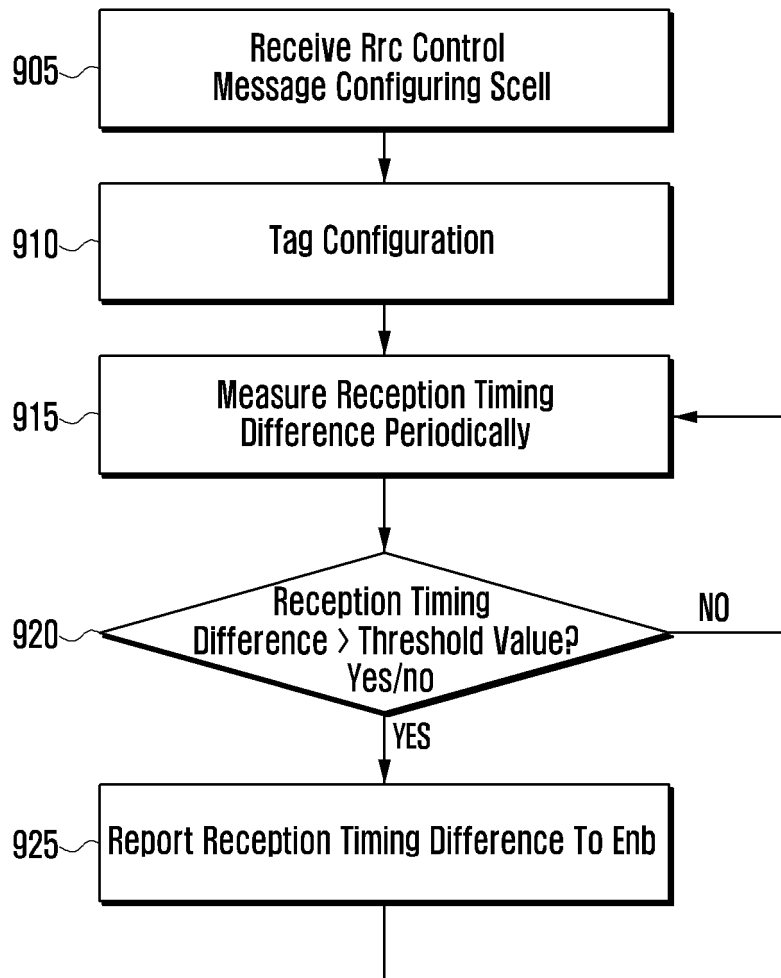 905
Receive Rrc Control
Message Configuring Scell
910
Tag Configuration
915
Measure Reception Timing
Difference Periodically
920
Reception Timing
Difference > Threshold Value?
Yes/no
NO
YES
925
Report Reception Timing Difference To Enb